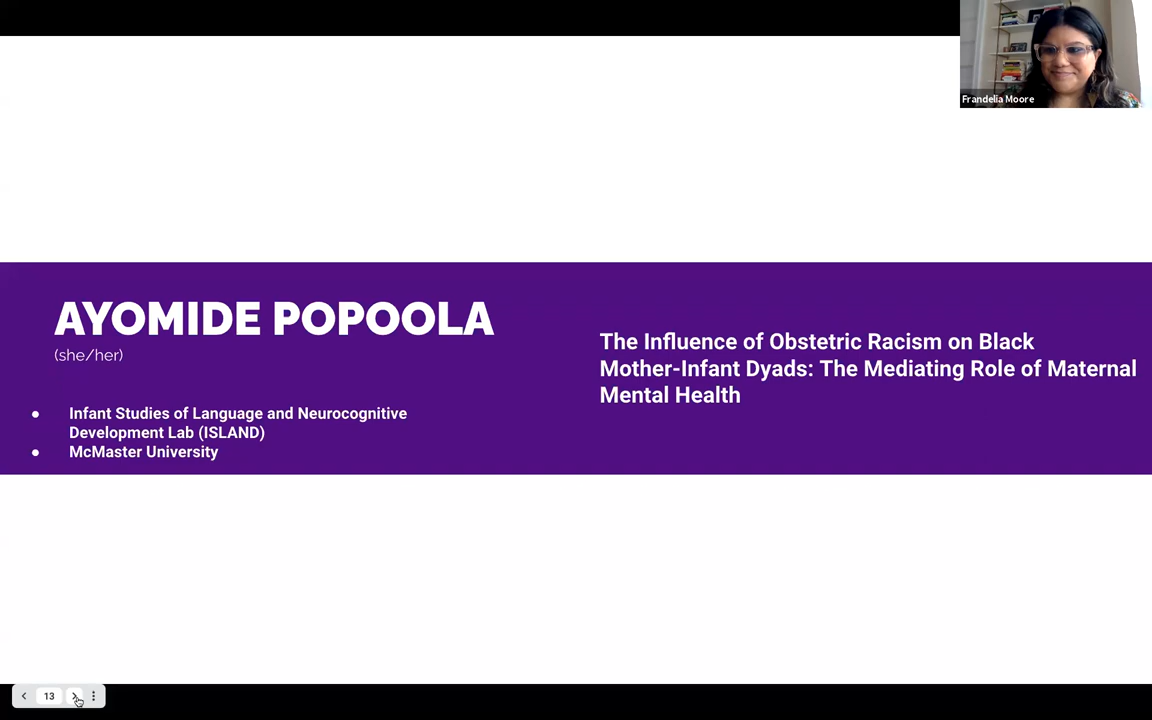 Frandelia Moore
AYOMIDE POPOOLA
(she/her)
● Infant Studies of Language and Neurocognitive
Development Lab (ISLAND)
● McMaster University
The Influence of Obstetric Racism on Black
Mother-Infant Dyads: The Mediating Role of Maternal
Mental Health
13